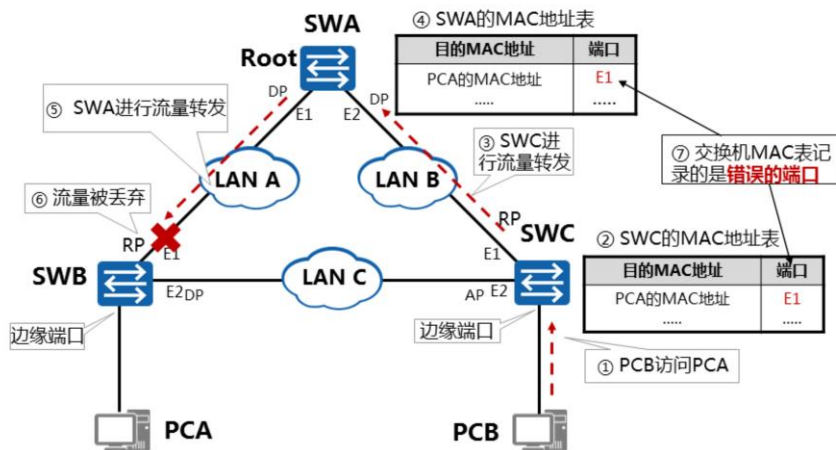 SWA
Root
④ SWA的MAC地址表
目的MAC地址 端口
PCA的MAC地址 E1
..... .....
⑤ SWA进行流量转发
DP
E1
E2
DP
③ SWC进
行流量转发
⑦ 交换机MAC表记
录的是错误的端口
LAN A
LAN B
⑥ 流量被丢弃
RP
E1
RP
E1
SWC
② SWC的MAC地址表
目的MAC地址 端口
PCA的MAC地址 E1
..... .....
SWB
E2 DP
LAN C
AP E2
边缘端口
边缘端口
① PCB访问PCA
PCA
PCB